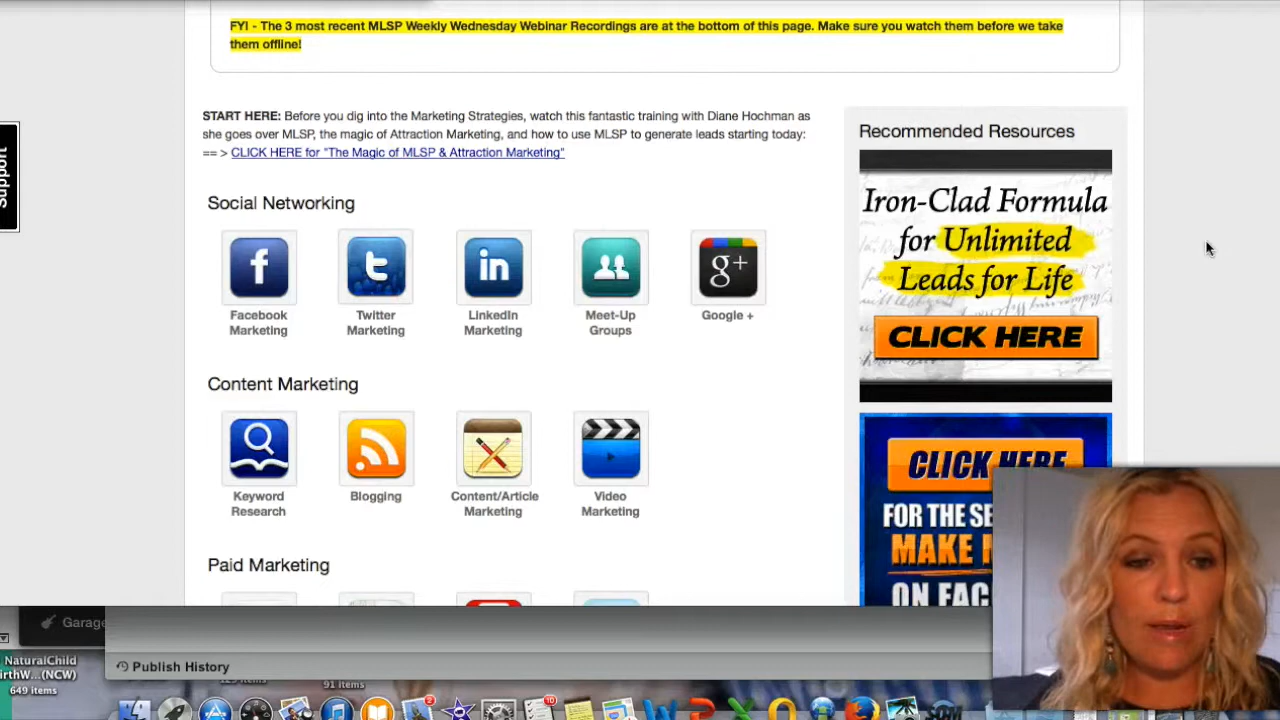 FYI - The 3 most recent MLSP Weekly Wednesday Webinar Recordings are at the bottom of this page. Make sure you watch them before we take
them offline!
START HERE: Before you dig into the Marketing Strategies, watch this fantastic training with Diane Hochman as
she goes over MLSP, the magic of Attraction Marketing, and how to use MLSP to generate leads starting today:
== > CLICK HERE for "The Magic of MLSP & Attraction Marketing"
Support
Social Networking
f
t
in
g+
Facebook
Marketing
Twitter
Marketing
LinkedIn
Marketing
Meet-Up
Groups
Google +
Content Marketing
Keyword
Research
Blogging
Content/Article
Marketing
Video
Marketing
Paid Marketing
Recommended Resources
Iron-Clad Formula
for Unlimited
Leads for Life
CLICK HERE
CLICK HERE
FOR THE SE
MAKE
ON FAC
Garage
Publish History
NaturalChild
irthW...(NCW)
649 items
91 items
2
10